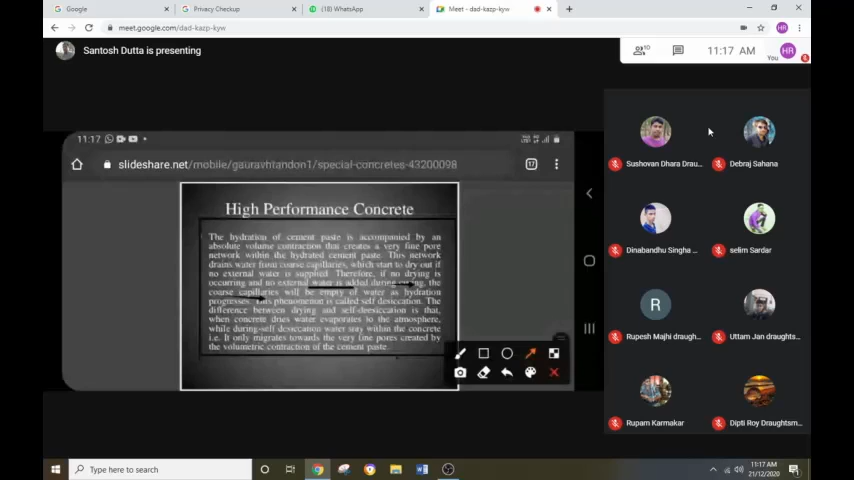 Google
Privacy Checkup
(18) WhatsApp
Meet - dad-kazp-kyw
meet.google.com/dad-kazp-kyw
HR
Santosh Dutta is presenting
10
11:17 AM
You
HR
11:17
slideshare.net/mobile/gauravhtandon1/special-concretes-43200098
17
High Performance Concrete
The hydration of cement paste is accompanied by an
absolute volume contraction that creates a very fine pore
network within the hydrated cement paste. This network
drains water from coarse capillaries, which start to dry out if
no external water is supplied. Therefore, if no drying is
occurring and no external water is added during curing, the
coarse capillaries will be empty of water as hydration
progresses. This phenomenon is called self desiccation. The
difference between drying and self-desiccation is that,
when concrete dries water evaporates to the atmosphere,
while during self desiccation water stay within the concrete
i.e. It only migrates towards the very fine pores created by
the volumetric contraction of the cement paste.
Sushovan Dhara Drau...
Debraj Sahana
Dinabandhu Singha ...
selim Sardar
R
Rupesh Majhi draugh...
Uttam Jan draughts...
Rupam Karmakar
Dipti Roy Draughtsm...
Type here to search
11:17 AM
21/12/2020